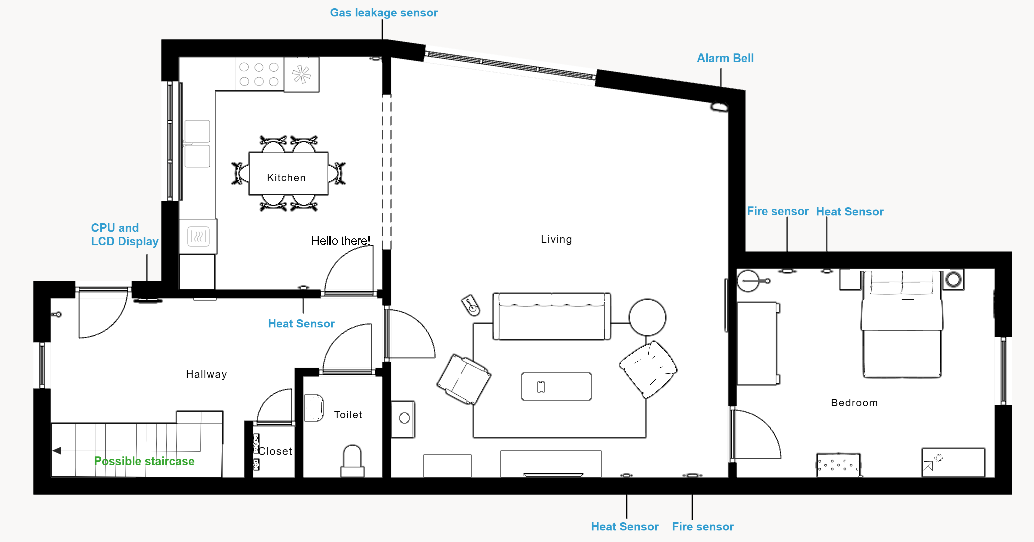 Gas leakage sensor
Alarm Bell
Kitchen
Fire sensor
Heat Sensor
CPU and
LCD Display
Hello there!
Living
Heat Sensor
Hallway
Bedroom
Toilet
Closet
Possible staircase
Heat Sensor
Fire sensor